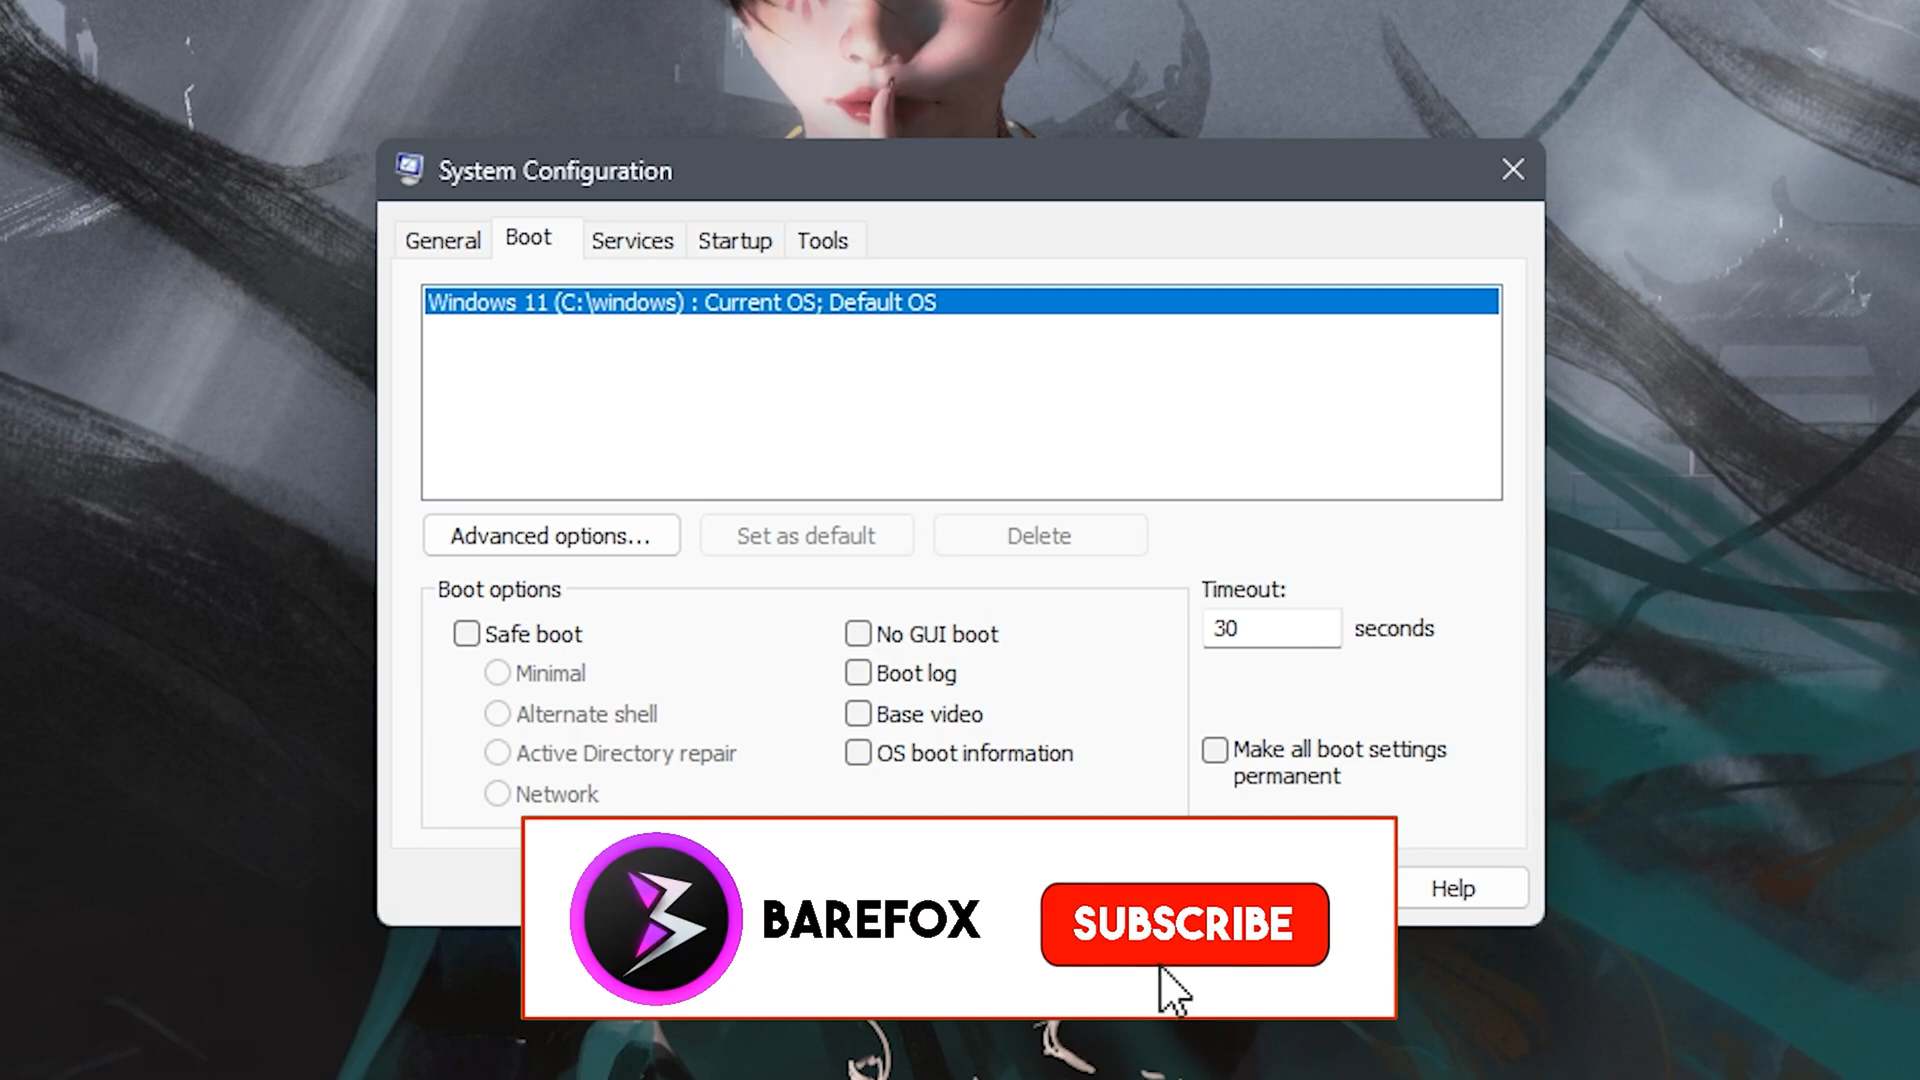 System Configuration
General Boot Services Startup Tools
Windows 11 (C:\windows) : Current OS; Default OS
Advanced options... Set as default Delete
Boot options
Timeout:
Safe boot
No GUI boot
30 seconds
Minimal
Boot log
Alternate shell
Base video
Active Directory repair
OS boot information
Make all boot settings
permanent
Network
Help
BAREFOX
SUBSCRIBE